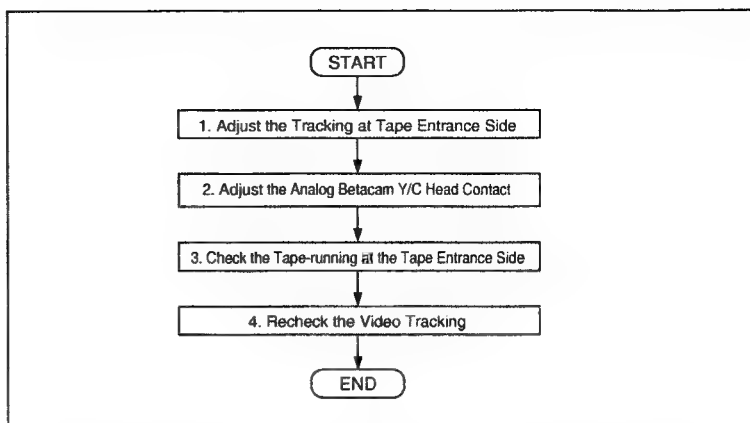 START
1. Adjust the Tracking at Tape Entrance Side
2. Adjust the Analog Betacam Y/C Head Contact
3. Check the Tape-running at the Tape Entrance Side
4. Recheck the Video Tracking
END